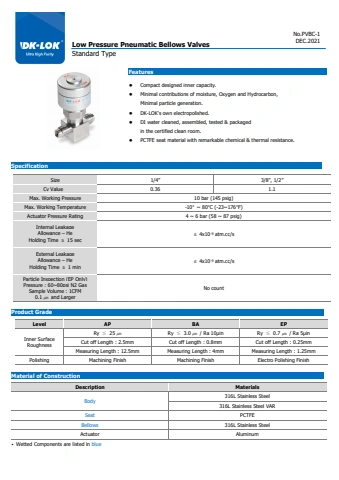 DK-LOK
Ultra High Purity
No.PVBC-1
DEC.2021
Low Pressure Pneumatic Bellows Valves
Standard Type
Features
● Compact designed inner capacity.
● Minimal contributions of moisture, Oxygen and Hydrocarbon,
Minimal particle generation.
● DK-LOK's own electropolished.
● DI water cleaned, assembled, tested & packaged
in the certified clean room.
● PCTFE seat material with remarkable chemical & thermal resistance.
Specification
Size 1/4" 3/8", 1/2"
Cv Value 0.36 1.1
Max. Working Pressure 10 bar (145 psig)
Max. Working Temperature -10° ~ 80°C (-23~176°F)
Actuator Pressure Rating 4 ~ 6 bar (58 ~ 87 psig)
Internal Leakage
Allowance – He
Holding Time ≥ 15 sec
≤ 4x10⁻⁹ atm.cc/s
External Leakage
Allowance – He
Holding Time ≥ 1 min
≤ 4x10⁻⁹ atm.cc/s
Particle Inspection (EP Only)
Pressure : 60~80psi N2 Gas
Sample Volume : 1CFM
0.1 ㎛ and Larger
No count
Product Grade
Level AP BA EP
Inner Surface
Roughness
Ry ≤ 25 ㎛ Ry ≤ 3.0 ㎛ / Ra 10μin Ry ≤ 0.7 ㎛ / Ra 5μin
Cut off Length : 2.5mm Cut off Length : 0.8mm Cut off Length : 0.25mm
Measuring Length : 12.5mm Measuring Length : 4mm Measuring Length : 1.25mm
Polishing Machining Finish Machining Finish Electro Polishing Finish
Material of Construction
Description Materials
Body 316L Stainless Steel
316L Stainless Steel VAR
Seat PCTFE
Bellows 316L Stainless Steel
Actuator Aluminum
• Wetted Components are listed in blue